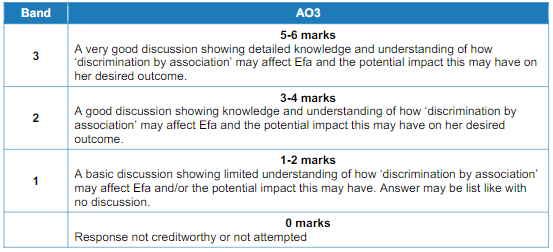 Band AO3
5-6 marks
3 A very good discussion showing detailed knowledge and understanding of how
‘discrimination by association’ may affect Efa and the potential impact this may have on
her desired outcome.
3-4 marks
2 A good discussion showing knowledge and understanding of how ‘discrimination by
association’ may affect Efa and the potential impact this may have on her desired
outcome.
1-2 marks
1 A basic discussion showing limited understanding of how ‘discrimination by association’
may affect Efa and/or the potential impact this may have. Answer may be list like with
no discussion.
0 marks
Response not creditworthy or not attempted